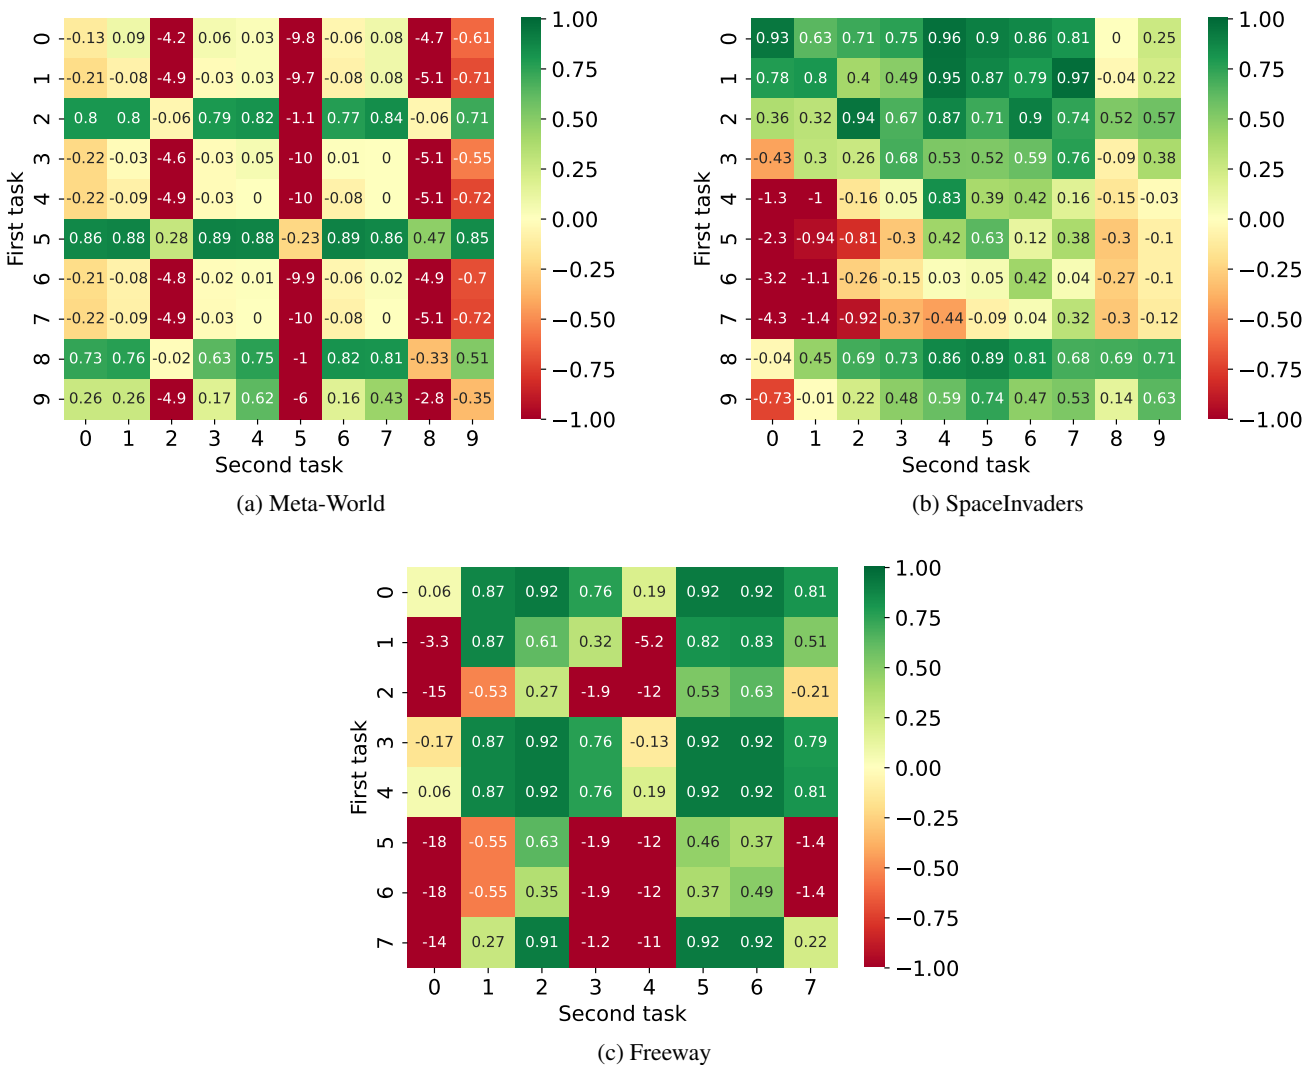 First task
0 -0.13 0.09 -4.2 0.06 0.03 -9.8 -0.06 0.08 -4.7 -0.61
1 -0.21 -0.08 -4.9 -0.03 -0.03 -9.7 -0.08 -0.08 -5.1 -0.71
2 0.8 0.8 -0.06 0.79 0.82 -1.1 0.77 0.84 -0.06 0.71
3 -0.22 -0.03 -4.6 -0.03 0.05 -10 0.01 0 -5.1 -0.55
4 -0.22 -0.09 -4.9 -0.03 0 -10 -0.08 0 -5.1 -0.72
5 0.86 0.88 0.28 0.89 0.88 -0.23 0.89 0.86 0.47 0.85
6 -0.21 -0.08 -4.8 -0.02 0.01 -9.9 -0.06 0.02 -4.9 -0.7
7 -0.22 -0.09 -4.9 -0.03 0 -10 -0.08 0 -5.1 -0.72
8 0.73 0.76 -0.02 0.63 0.75 -1 0.82 0.81 -0.33 0.51
9 0.26 0.26 -4.9 0.17 0.62 -6 0.16 0.43 -2.8 -0.35
0 1 2 3 4 5 6 7 8 9
Second task
1.00
0.75
0.50
0.25
0.00
−0.25
−0.50
−0.75
−1.00
(a) Meta-World
First task
0 0.93 0.63 0.71 0.75 0.96 0.9 0.86 0.81 0 0.25
1 0.78 0.8 0.4 0.49 0.95 0.87 0.79 0.97 -0.04 0.22
2 0.36 0.32 0.94 0.67 0.87 0.71 0.9 0.74 0.52 0.57
3 -0.43 0.3 0.26 0.68 0.53 0.52 0.59 0.76 -0.09 0.38
4 -1.3 -1 -0.16 0.05 0.83 0.39 0.42 0.16 -0.15 -0.03
5 -2.3 -0.94 -0.81 -0.3 0.42 0.63 0.12 0.38 -0.3 -0.1
6 -3.2 -1.1 -0.26 -0.15 0.03 0.05 0.42 0.04 -0.27 -0.1
7 -4.3 -1.4 -0.92 -0.37 -0.44 -0.09 0.04 0.32 -0.3 -0.12
8 -0.04 0.45 0.69 0.73 0.86 0.89 0.81 0.68 0.69 0.71
9 -0.73 -0.01 0.22 0.48 0.59 0.74 0.47 0.53 0.14 0.63
0 1 2 3 4 5 6 7 8 9
Second task
1.00
0.75
0.50
0.25
0.00
−0.25
−0.50
−0.75
−1.00
(b) SpaceInvaders
First task
0 0.06 0.87 0.92 0.76 0.19 0.92 0.92 0.81
1 -3.3 0.87 0.61 0.32 -5.2 0.82 0.83 0.51
2 -15 -0.53 0.27 -1.9 -12 0.53 0.63 -0.21
3 -0.17 0.87 0.92 0.76 -0.13 0.92 0.92 0.79
4 0.06 0.87 0.92 0.76 0.19 0.92 0.92 0.81
5 -18 -0.55 0.63 -1.9 -12 0.46 0.37 -1.4
6 -18 -0.55 0.35 -1.9 -12 0.37 0.49 -1.4
7 -14 0.27 0.91 -1.2 -11 0.92 0.92 0.22
0 1 2 3 4 5 6 7
Second task
1.00
0.75
0.50
0.25
0.00
−0.25
−0.50
−0.75
−1.00
(c) Freeway